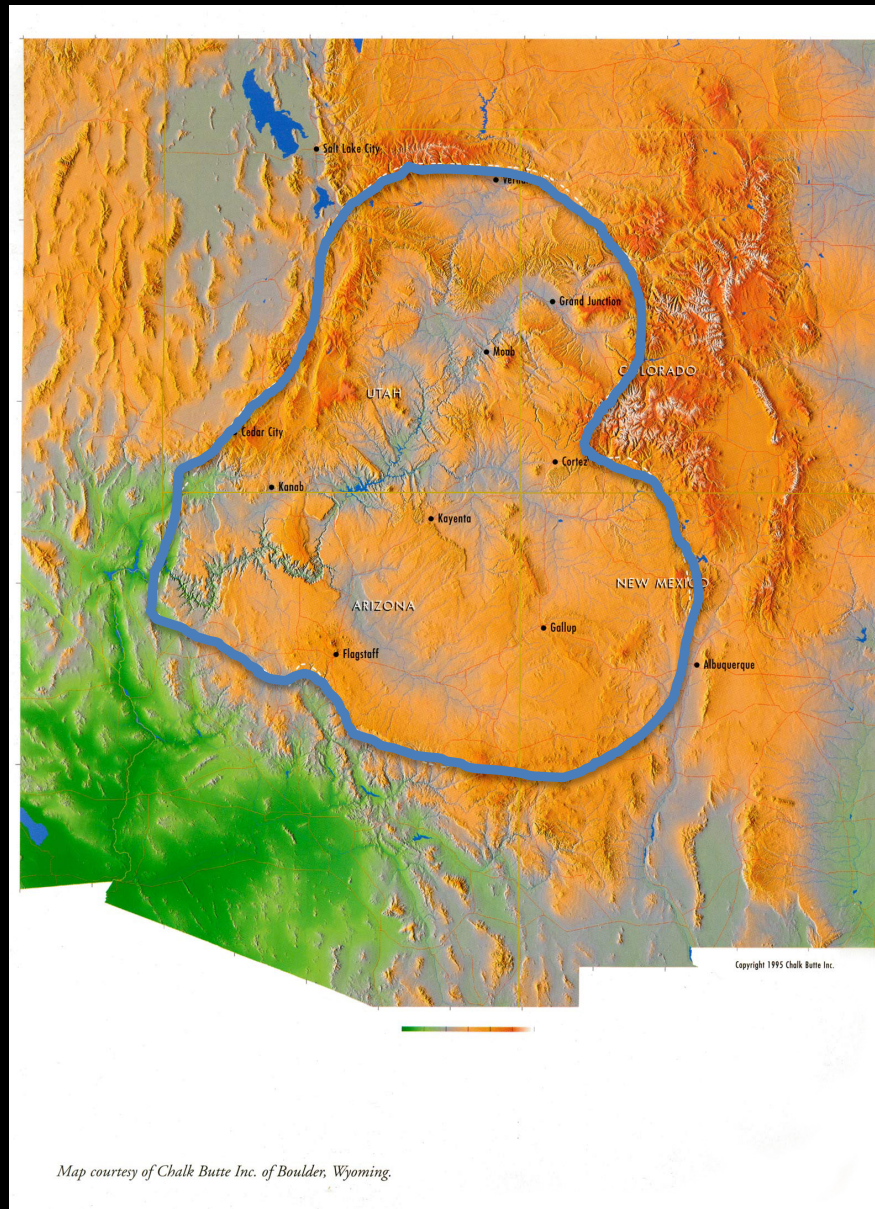 Salt Lake City
Vernal
Grand Junction
Moab
COLORADO
UTAH
Cedar City
Cortez
Kanab
Kayenta
NEW MEXICO
ARIZONA
Gallup
Flagstaff
Albuquerque
Copyright 1995 Chalk Butte Inc.
Map courtesy of Chalk Butte Inc. of Boulder, Wyoming.